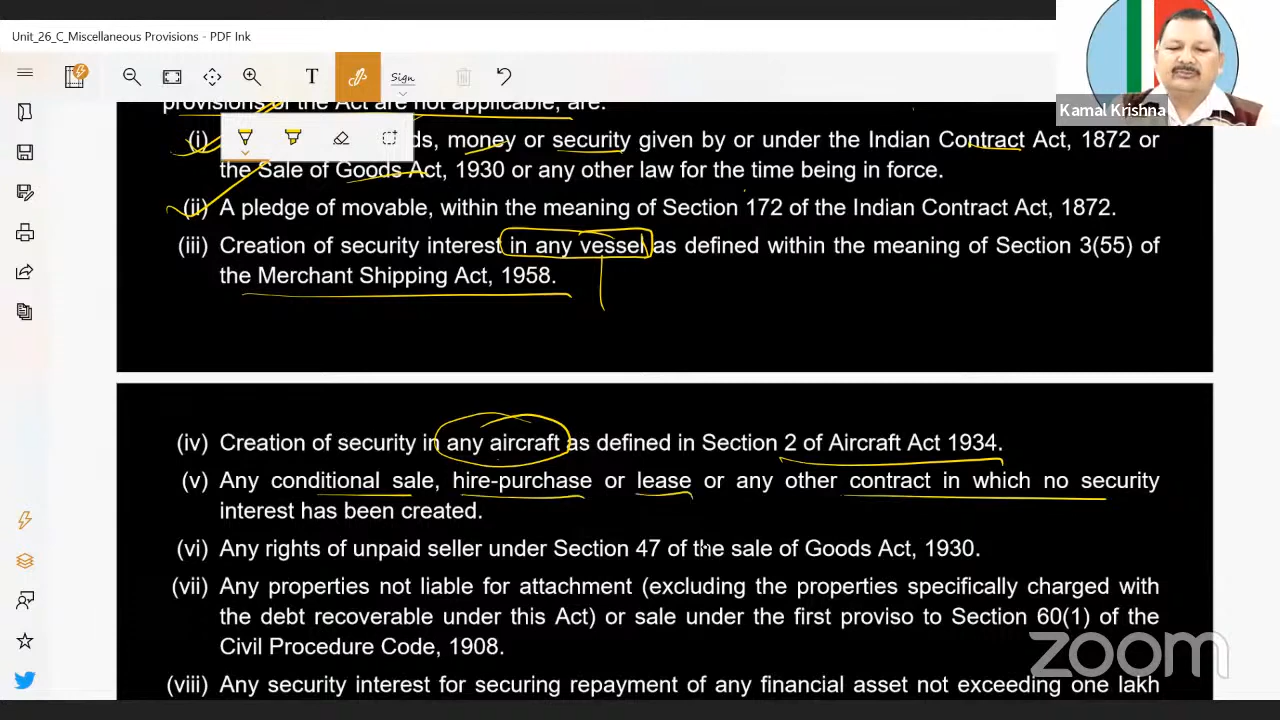 Unit_26_C_Miscellaneous Provisions - PDF Ink
T
Sign
Kamal Krishna
provisions of the Act are not applicable, are:
(i) ds, money or security given by or under the Indian Contract Act, 1872 or
the Sale of Goods Act, 1930 or any other law for the time being in force.
(ii) A pledge of movable, within the meaning of Section 172 of the Indian Contract Act, 1872.
(iii) Creation of security interest in any vessel as defined within the meaning of Section 3(55) of
the Merchant Shipping Act, 1958.
(iv) Creation of security in any aircraft as defined in Section 2 of Aircraft Act 1934.
(v) Any conditional sale, hire-purchase or lease or any other contract in which no security
interest has been created.
(vi) Any rights of unpaid seller under Section 47 of the sale of Goods Act, 1930.
(vii) Any properties not liable for attachment (excluding the properties specifically charged with
the debt recoverable under this Act) or sale under the first proviso to Section 60(1) of the
Civil Procedure Code, 1908.
zoom
(viii) Any security interest for securing repayment of any financial asset not exceeding one lakh